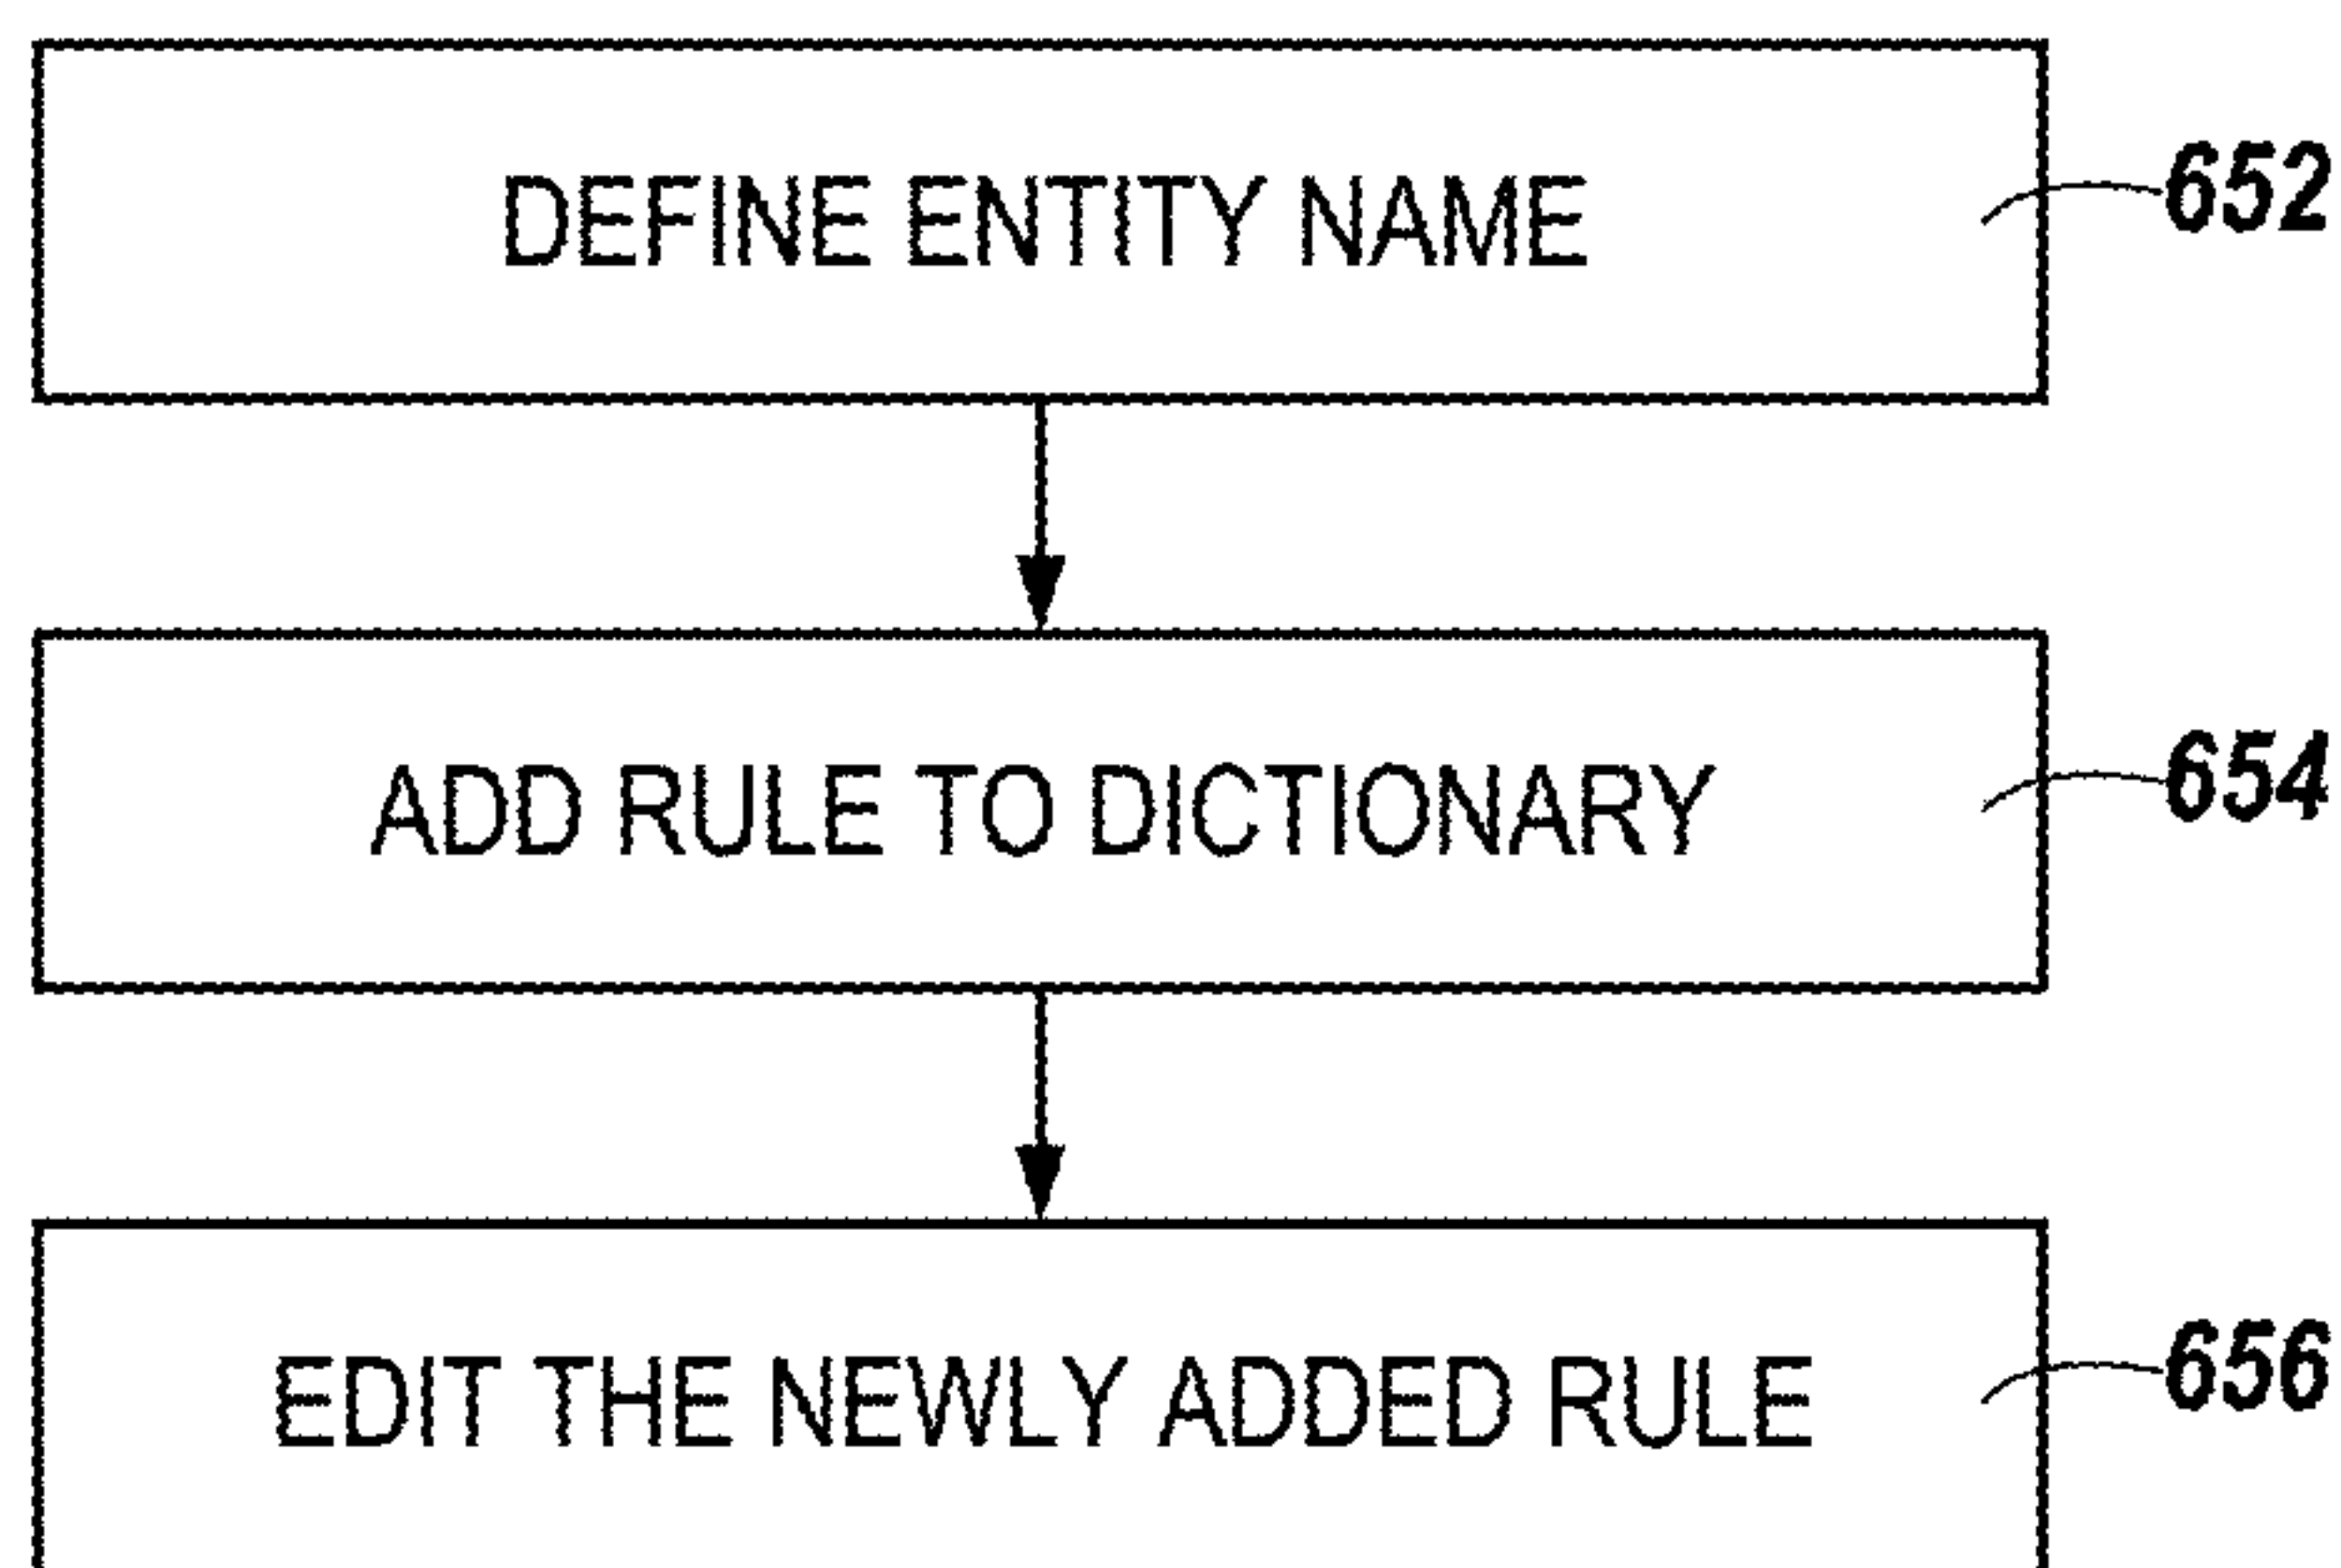 DEFINE ENTITY NAME
652
ADD RULE TO DICTIONARY
654
EDIT THE NEWLY ADDED RULE
656